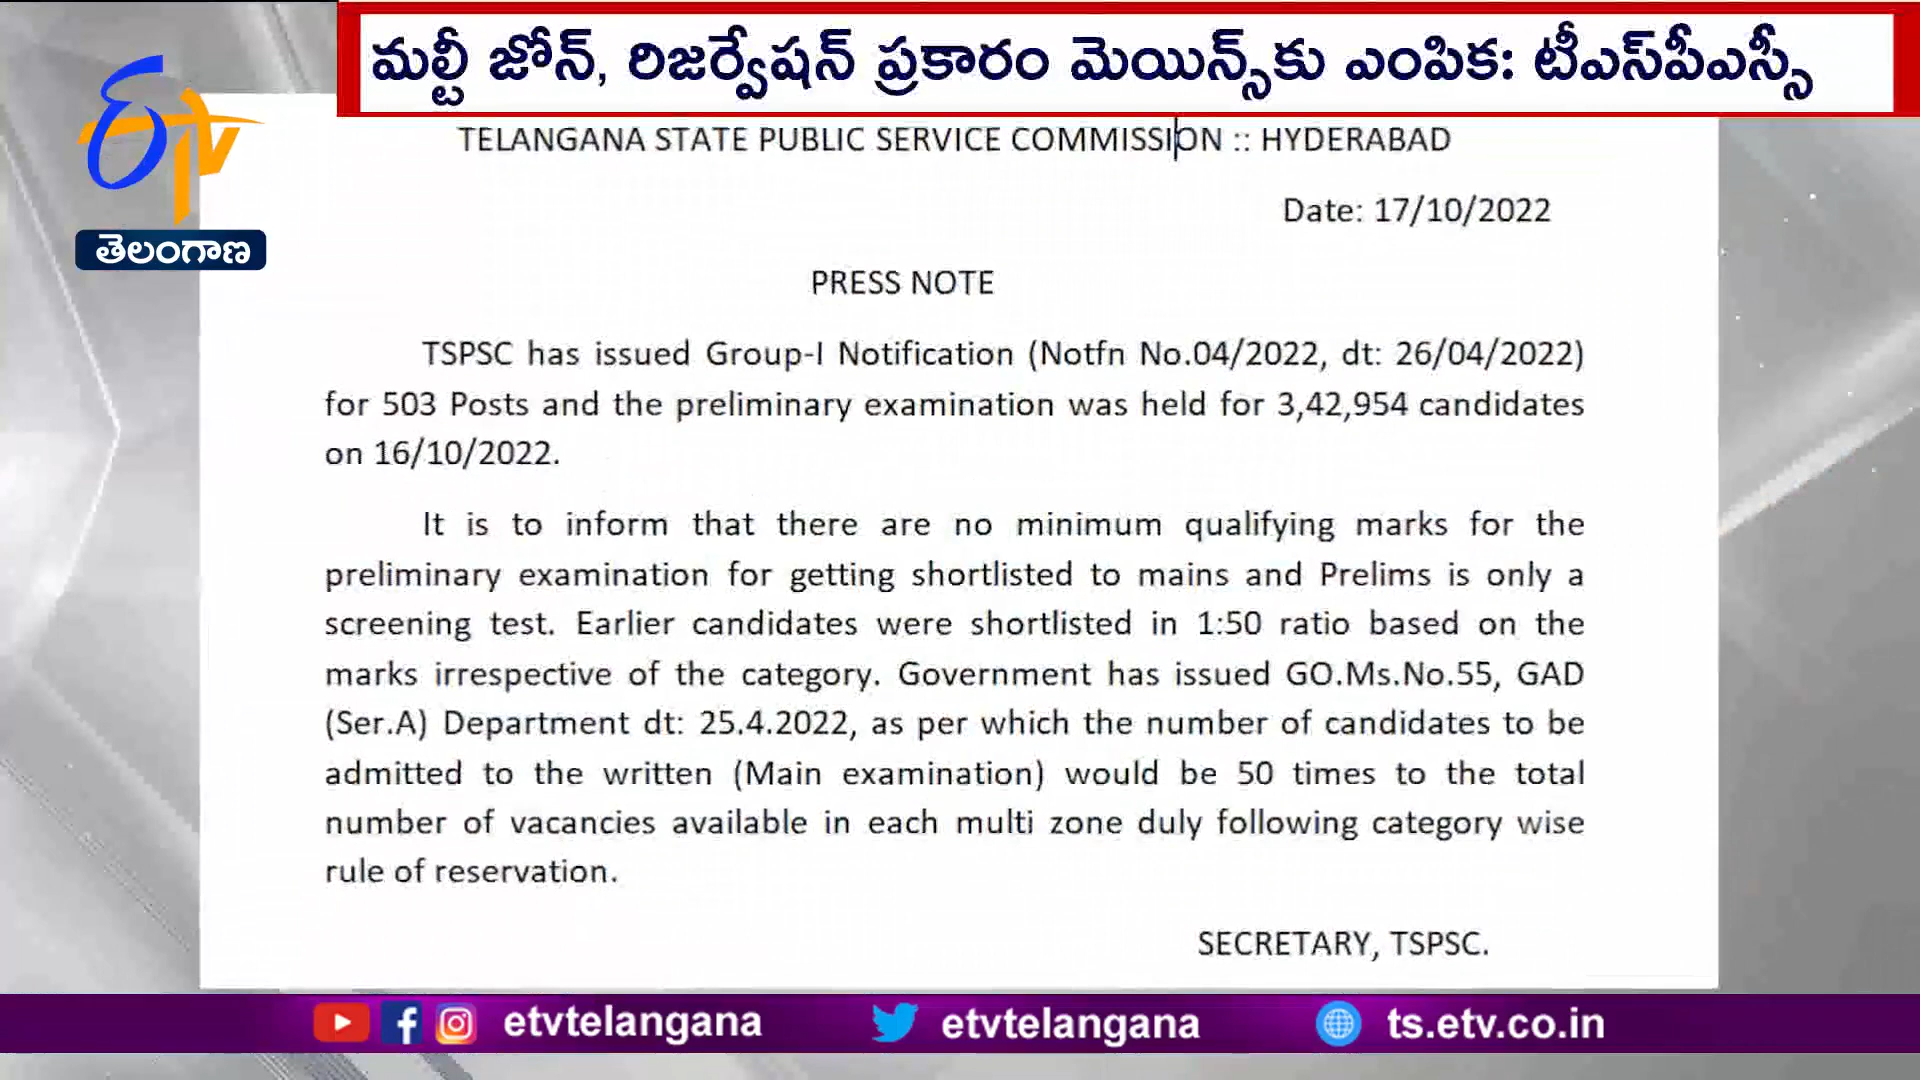 మల్టీ జోన్, రిజర్వేషన్ ప్రకారం మెయిన్స్‌కు ఎంపిక: టీఎస్‌పీఎస్సీ
ETV
తెలంగాణ
TELANGANA STATE PUBLIC SERVICE COMMISSION :: HYDERABAD
Date: 17/10/2022
PRESS NOTE
TSPSC has issued Group-I Notification (Notfn No.04/2022, dt: 26/04/2022)
for 503 Posts and the preliminary examination was held for 3,42,954 candidates
on 16/10/2022.
It is to inform that there are no minimum qualifying marks for the
preliminary examination for getting shortlisted to mains and Prelims is only a
screening test. Earlier candidates were shortlisted in 1:50 ratio based on the
marks irrespective of the category. Government has issued GO.Ms.No.55, GAD
(Ser.A) Department dt: 25.4.2022, as per which the number of candidates to be
admitted to the written (Main examination) would be 50 times to the total
number of vacancies available in each multi zone duly following category wise
rule of reservation.
SECRETARY, TSPSC.
etvtelangana etvtelangana ts.etv.co.in